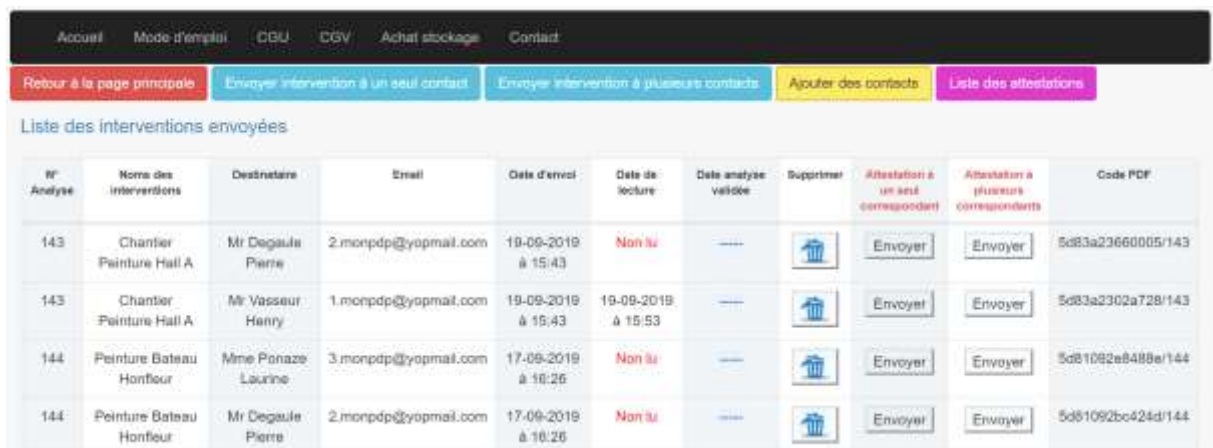 Accueil Mode d'emploi CGU CGV Achat stockage Contact
Retour à la page principale Envoyer intervention à un seul contact Envoyer intervention à plusieurs contacts Ajouter des contacts Liste des attestations
Liste des interventions envoyées
N° Noms des Destinataire Email Date d'envoi Date de Date analyse Supprimer Attestation à Attestation à Code PDF
Analyse interventions lecture validée un seul plusieurs
correspondant correspondants
143 Chantier Mr Degaule 2.monpdp@yopmail.com 19-09-2019 Non lu ----- Envoyer Envoyer 5d83a23660005/143
Peinture Hall A Pierre à 15:43
143 Chantier Mr Vasseur 1.monpdp@yopmail.com 19-09-2019 19-09-2019 ----- Envoyer Envoyer 5d83a2302a728/143
Peinture Hall A Henry à 15:43 à 15:53
144 Peinture Bateau Mme Ponaze 3.monpdp@yopmail.com 17-09-2019 Non lu ----- Envoyer Envoyer 5d81092e8488e/144
Honfleur Laurine à 16:26
144 Peinture Bateau Mr Degaule 2.monpdp@yopmail.com 17-09-2019 Non lu ----- Envoyer Envoyer 5d81092bc424d/144
Honfleur Pierre à 16:26